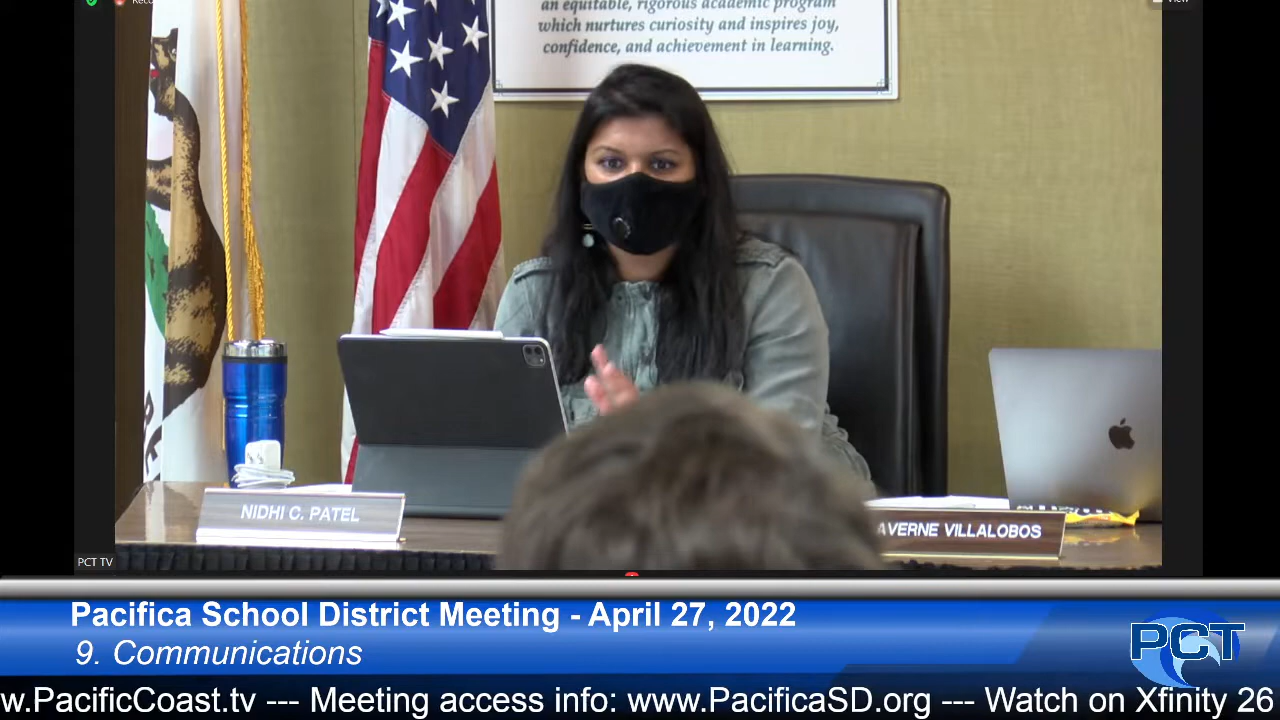 View
an equitable, rigorous academic program
which nurtures curiosity and inspires joy,
confidence, and achievement in learning.
NIDHI C. PATEL
AVERNE VILLALOBOS
PCT TV
Pacifica School District Meeting - April 27, 2022
9. Communications
PCT
w.PacificCoast.tv --- Meeting access info: www.PacificaSD.org --- Watch on Xfinity 26